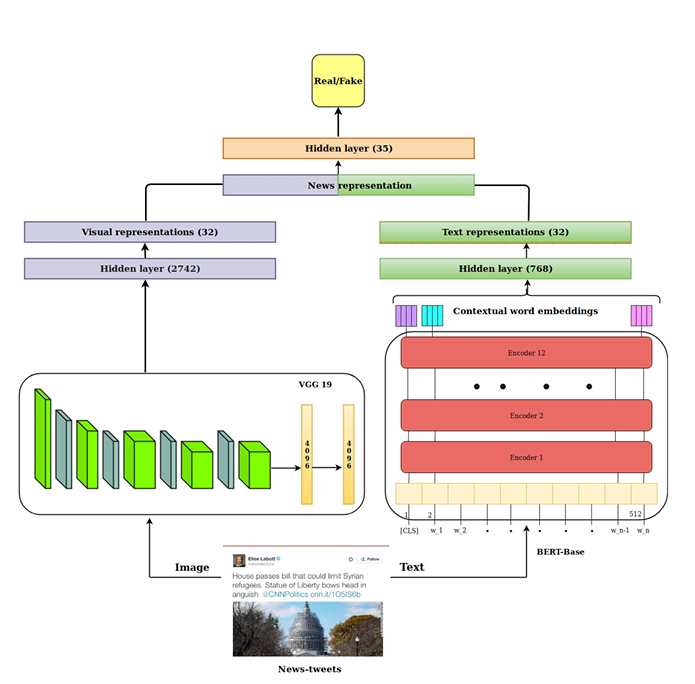 Real/Fake
Hidden layer (35)
News representation
Visual representations (32)
Text representations (32)
Hidden layer (2742)
Hidden layer (768)
Contextual word embeddings
VGG 19
4096
4096
Encoder 12
Encoder 2
Encoder 1
1 2 512
[CLS] w_1 w_2 w_n-1 w_n
BERT-Base
Image
Text
Elise Labott
Follow
House passes bill that could limit Syrian
refugees. Statue of Liberty bows head in
anguish @CNNPolitics cnn.it/1O5IS6b
News-tweets